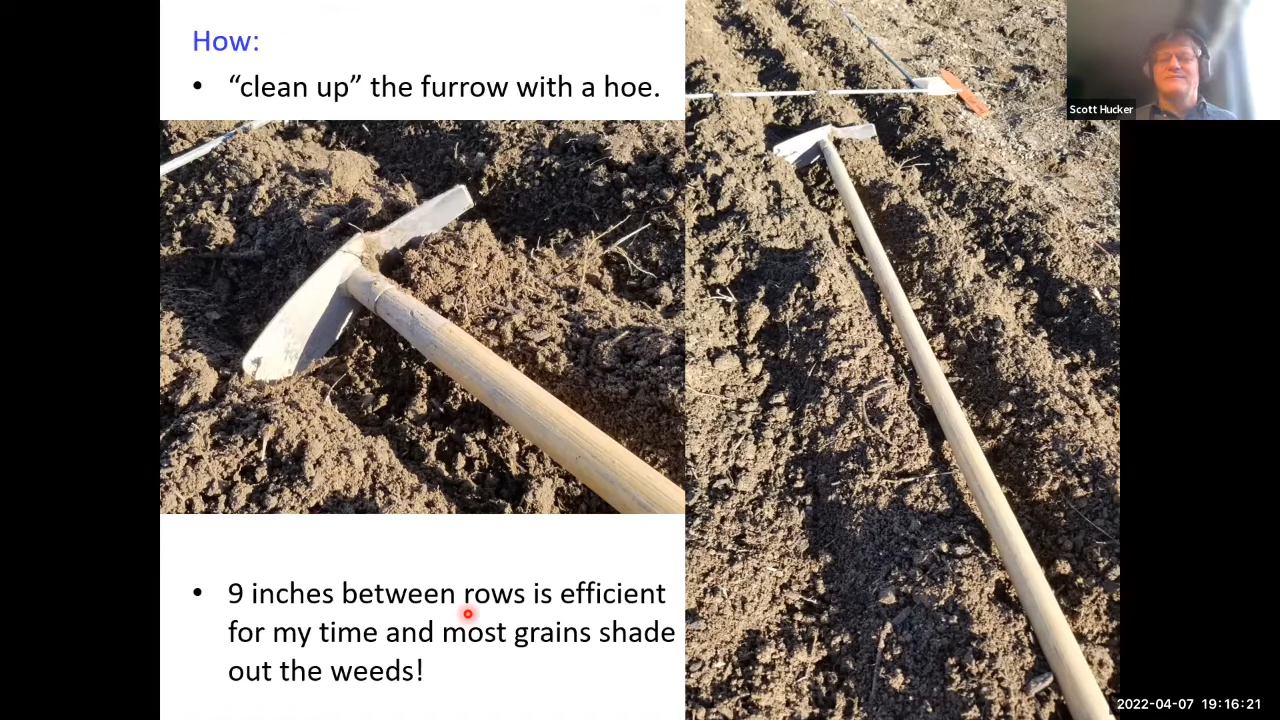 How:
• “clean up” the furrow with a hoe.
Scott Hucker
• 9 inches between rows is efficient
for my time and most grains shade
out the weeds!
2022-04-07 19:16:21